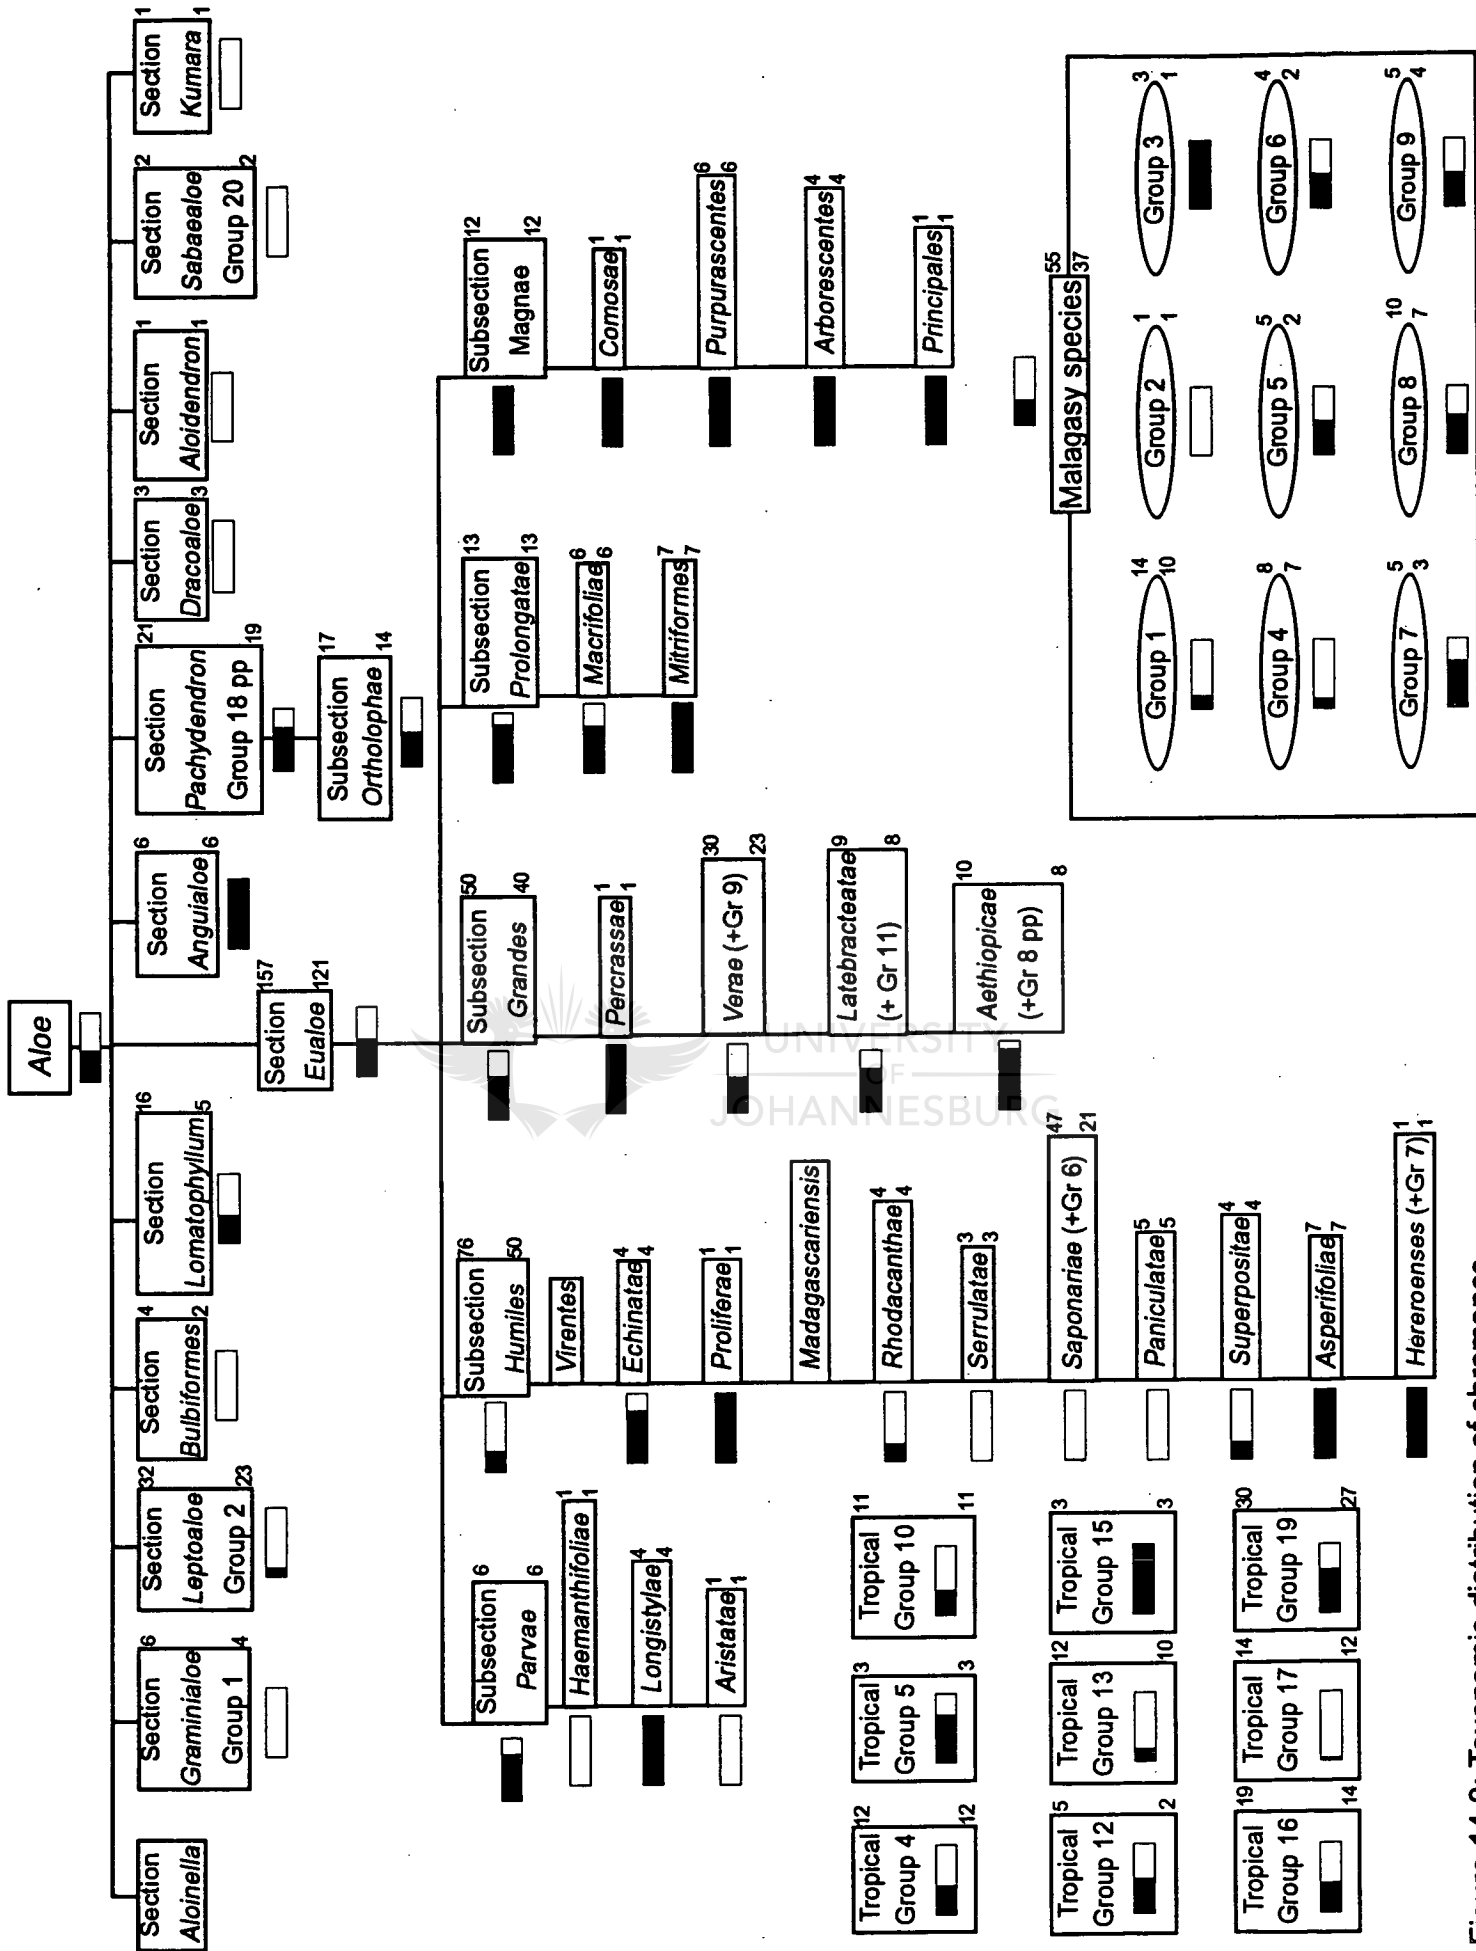 Aloe
Section
Aloinella
Section 6
Graminialoe
Group 1 4
Section 32
Leptoaloe
Group 2 23
Section 4
Bulbiformes 2
Section 16
Lomatophyllum 5
Section 157
Eualoe 121
Section 6
Anguialoe 6
Section 21
Pachydendron
Group 18 pp 19
Subsection 17
Ortholophae 14
Section 3
Dracoaloe 3
Section 1
Aloidendron 1
Section 2
Sabaealoe
Group 20 2
Section 1
Kumara 1
Subsection 6
Parvae 6
Haemanthifoliae 1
1
Longistylae 4
4
Aristatae 1
1
Subsection 76
Humiles 50
Virentes
Echinatae 4
4
Proliferae 1
1
Madagascariensis
Rhodacanthae 4
4
Serrulatae 3
3
Saponariae (+Gr 6) 47
21
Paniculatae 5
5
Superpositae 4
4
Asperifoliae 7
7
Hereroenses (+Gr 7) 1
1
Subsection 50
Grandes 40
Percrassae 1
1
Verae (+Gr 9) 30
23
Latebracteatae 9
(+ Gr 11) 8
Aethiopicae 10
(+Gr 8 pp) 8
Subsection 13
Prolongatae 13
Macrifoliae 6
6
Mitriformes 7
7
Subsection 12
Magnae 12
Comosae 1
1
Purpurascentes 6
6
Arborescentes 4
4
Principales 1
1
Tropical 12
Group 4 12
Tropical 3
Group 5 3
Tropical 11
Group 10 11
Tropical 5
Group 12 2
Tropical 12
Group 13 10
Tropical 3
Group 15 3
Tropical 19
Group 16 14
Tropical 14
Group 17 12
Tropical 30
Group 19 27
Malagasy species 55
37
Group 1 14
10
Group 2 1
1
Group 3 3
1
Group 4 8
7
Group 5 5
2
Group 6 4
2
Group 7 5
3
Group 8 10
7
Group 9 5
4
UNIVERSITY
OF
JOHANNESBURG